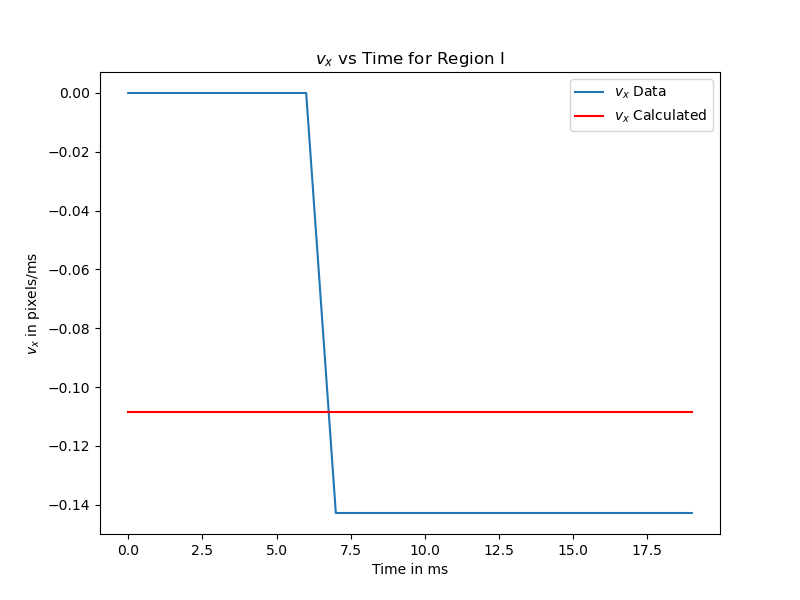 v_x vs Time for Region I
v_x Data
v_x Calculated
0.00
−0.02
−0.04
−0.06
−0.08
−0.10
−0.12
−0.14
v_x in pixels/ms
0.0 2.5 5.0 7.5 10.0 12.5 15.0 17.5
Time in ms